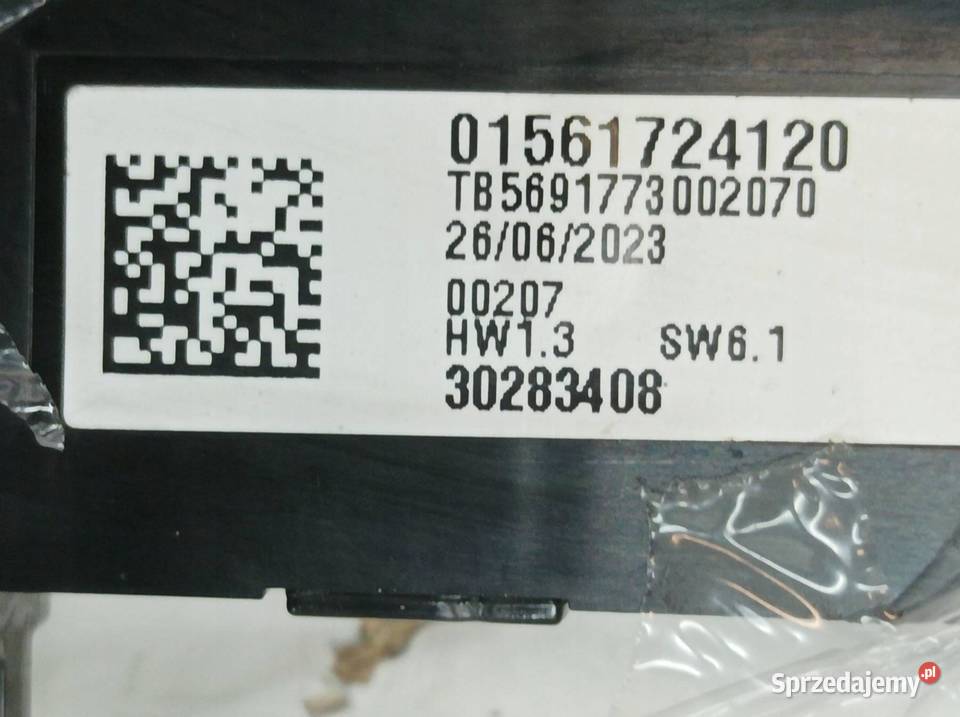 01561724120
TB5691773002070
26/06/2023
00207
HW1.3 SW6.1
30283408
Sprzedajemy.pl